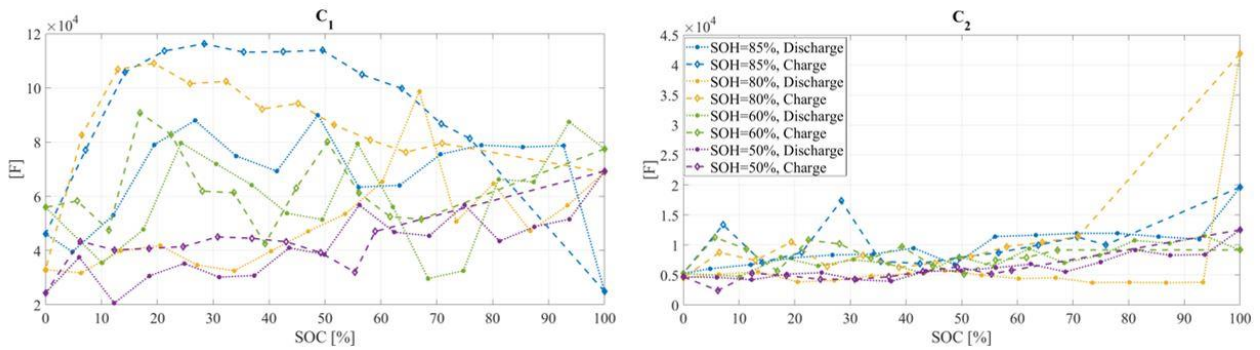 C1
×10^4
12
10
8
6
4
2
[F]
0 10 20 30 40 50 60 70 80 90 100
SOC [%]
C2
×10^4
4.5
4
3.5
3
2.5
2
1.5
1
0.5
0
[F]
SOH=85%, Discharge
SOH=85%, Charge
SOH=80%, Discharge
SOH=80%, Charge
SOH=60%, Discharge
SOH=60%, Charge
SOH=50%, Discharge
SOH=50%, Charge
0 10 20 30 40 50 60 70 80 90 100
SOC [%]